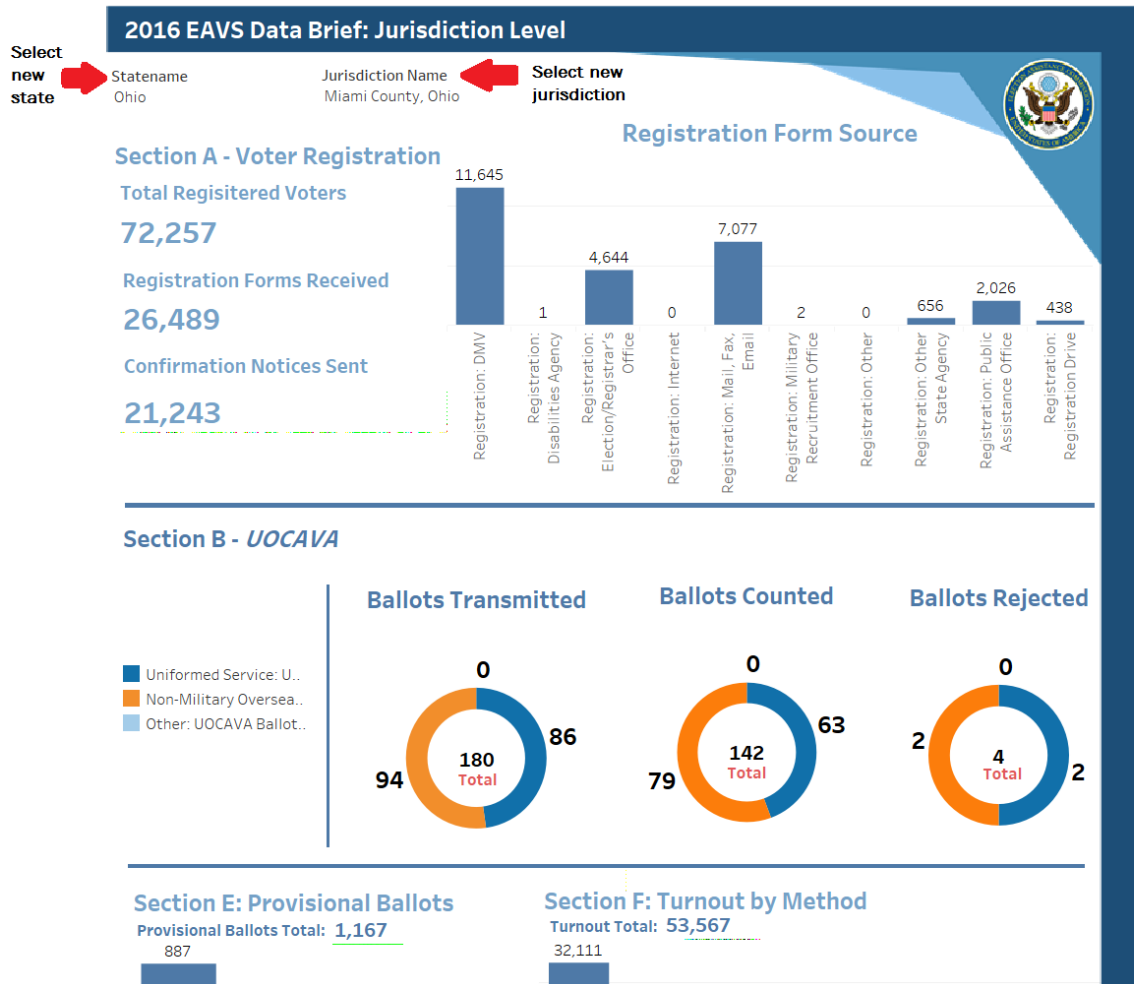 2016 EAVS Data Brief: Jurisdiction Level
Select
new
state
Statename
Ohio
Jurisdiction Name
Miami County, Ohio
Select new
jurisdiction
Section A - Voter Registration
Total Regisitered Voters
72,257
Registration Forms Received
26,489
Confirmation Notices Sent
21,243
Registration Form Source
11,645
1
4,644
0
7,077
2
0
656
2,026
438
Registration: DMV
Registration:
Disabilities Agency
Registration:
Election/Registrar's
Office
Registration: Internet
Registration: Mail, Fax,
Email
Registration: Military
Recruitment Office
Registration: Other
Registration: Other
State Agency
Registration: Public
Assistance Office
Registration:
Registration Drive
Section B - UOCAVA
Uniformed Service: U..
Non-Military Oversea..
Other: UOCAVA Ballot..
Ballots Transmitted
0
86
94
180
Total
Ballots Counted
0
63
79
142
Total
Ballots Rejected
0
2
2
4
Total
Section E: Provisional Ballots
Provisional Ballots Total: 1,167
887
Section F: Turnout by Method
Turnout Total: 53,567
32,111